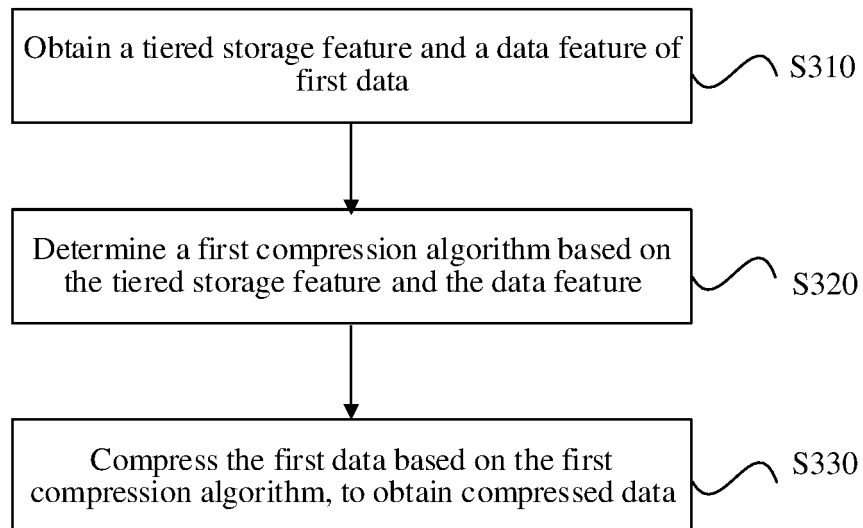 Obtain a tiered storage feature and a data feature of
first data
S310
Determine a first compression algorithm based on
the tiered storage feature and the data feature
S320
Compress the first data based on the first
compression algorithm, to obtain compressed data
S330